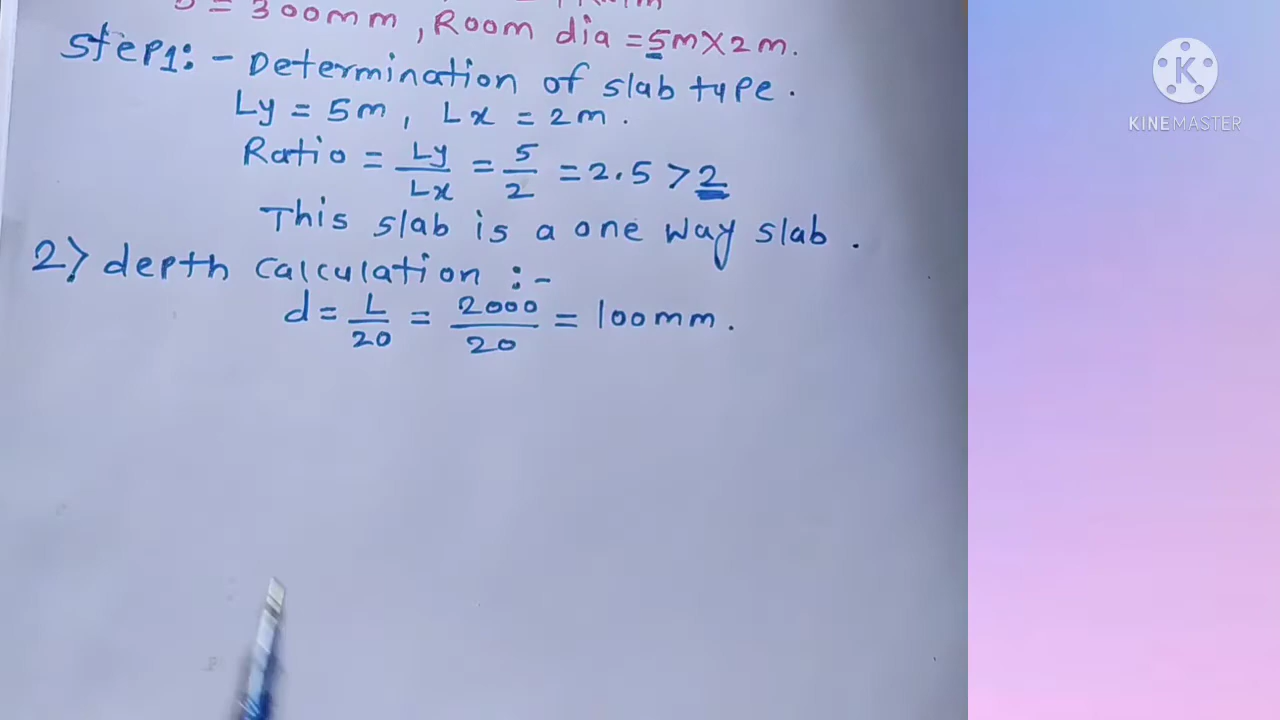 = 300mm, Room dia = 5m X 2m.
Step1: - Determination of slab type.
Ly = 5m, Lx = 2m.
Ratio = Ly/Lx = 5/2 = 2.5 > 2
This slab is a one way slab.
2) depth calculation :-
d = L/20 = 2000/20 = 100mm.
KINEMASTER